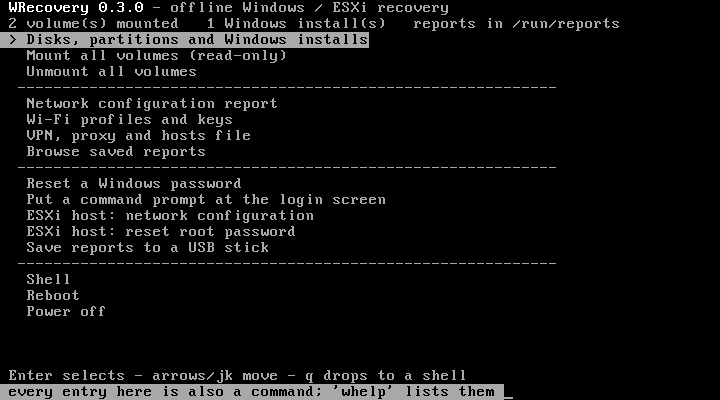 WRecovery 0.3.0 - offline Windows / ESXi recovery
2 volume(s) mounted   1 Windows install(s)   reports in /run/reports
> Disks, partitions and Windows installs
Mount all volumes (read-only)
Unmount all volumes
------------------------------------------------------------
Network configuration report
Wi-Fi profiles and keys
VPN, proxy and hosts file
Browse saved reports
------------------------------------------------------------
Reset a Windows password
Put a command prompt at the login screen
ESXi host: network configuration
ESXi host: reset root password
Save reports to a USB stick
------------------------------------------------------------
Shell
Reboot
Power off
Enter selects - arrows/jk move - q drops to a shell
every entry here is also a command; 'whelp' lists them _